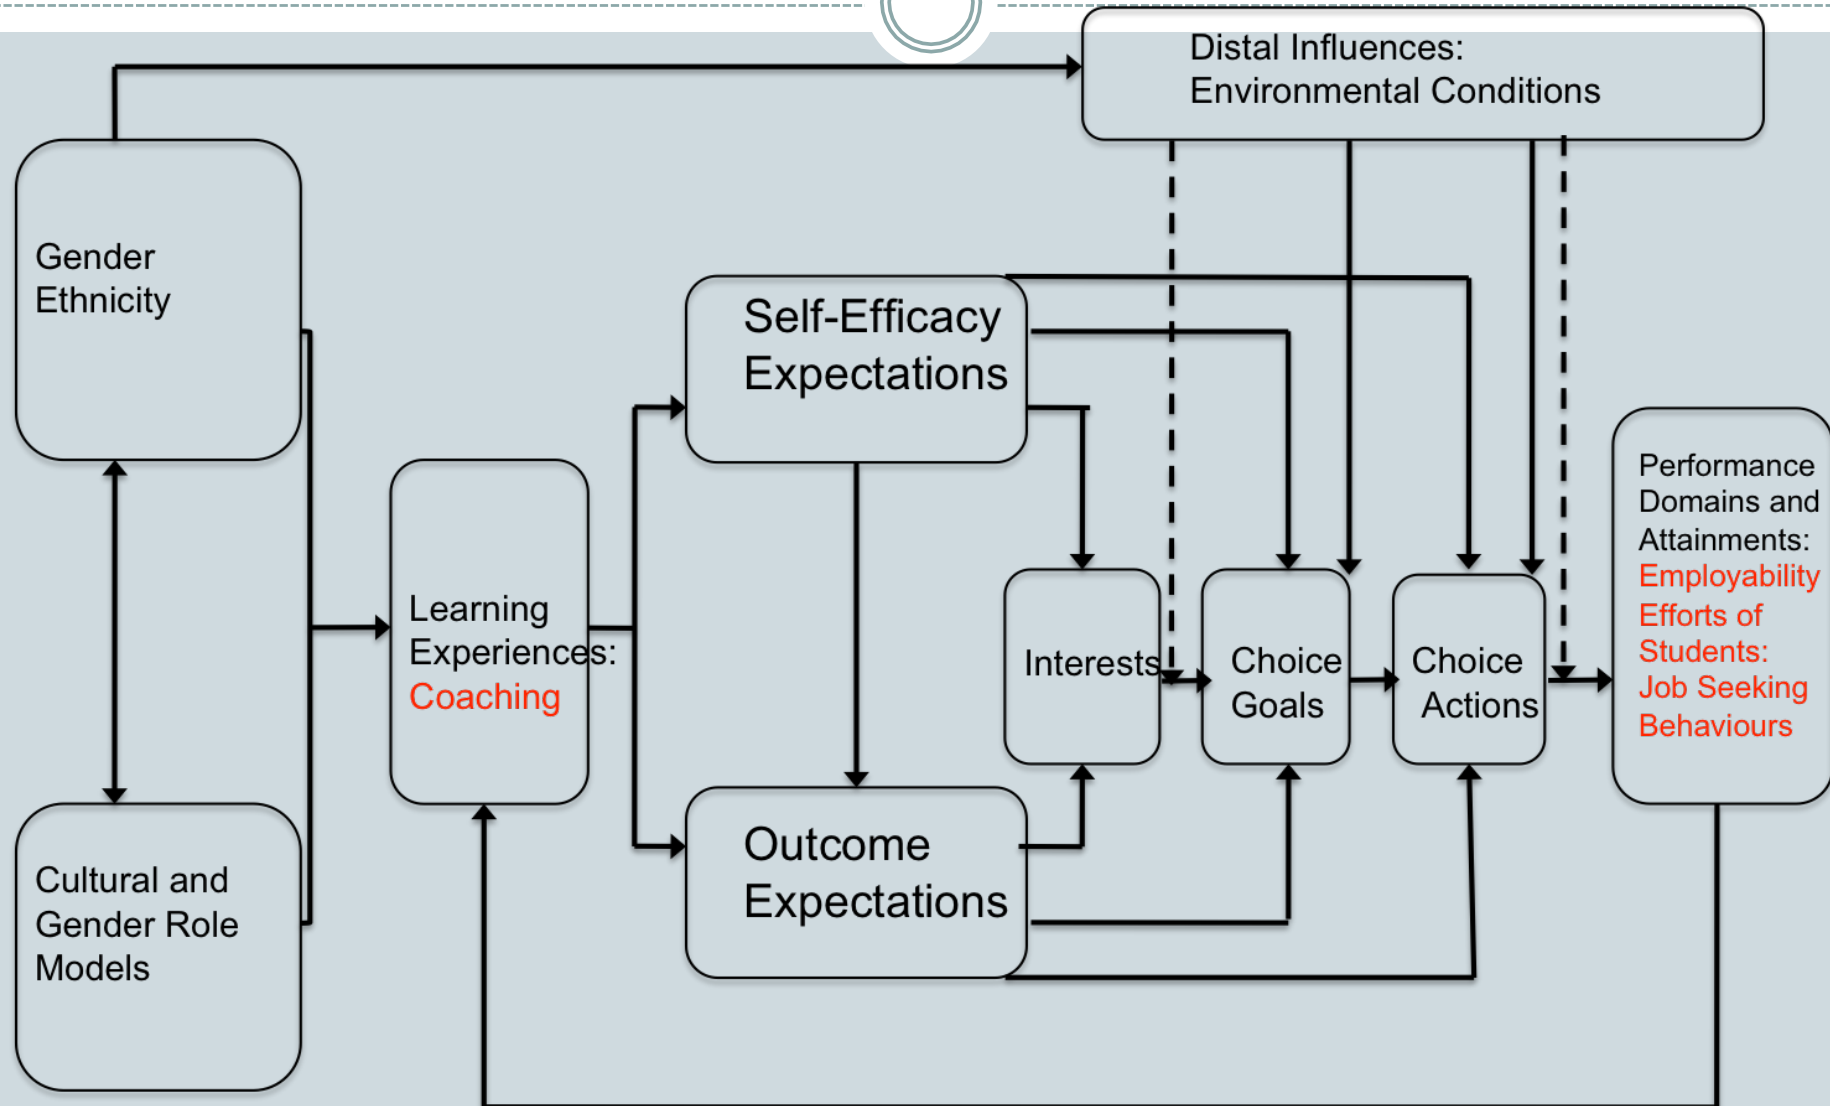 Distal Influences:
Environmental Conditions
Gender
Ethnicity
Self-Efficacy
Expectations
Learning
Experiences:
Coaching
Interests
Choice
Goals
Choice
Actions
Performance
Domains and
Attainments:
Employability
Efforts of
Students:
Job Seeking
Behaviours
Outcome
Expectations
Cultural and
Gender Role
Models